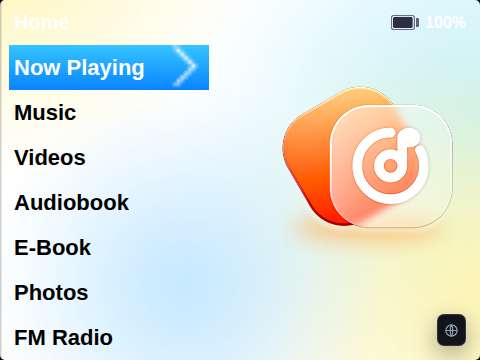 Home
100%
Now Playing
Music
Videos
Audiobook
E-Book
Photos
FM Radio